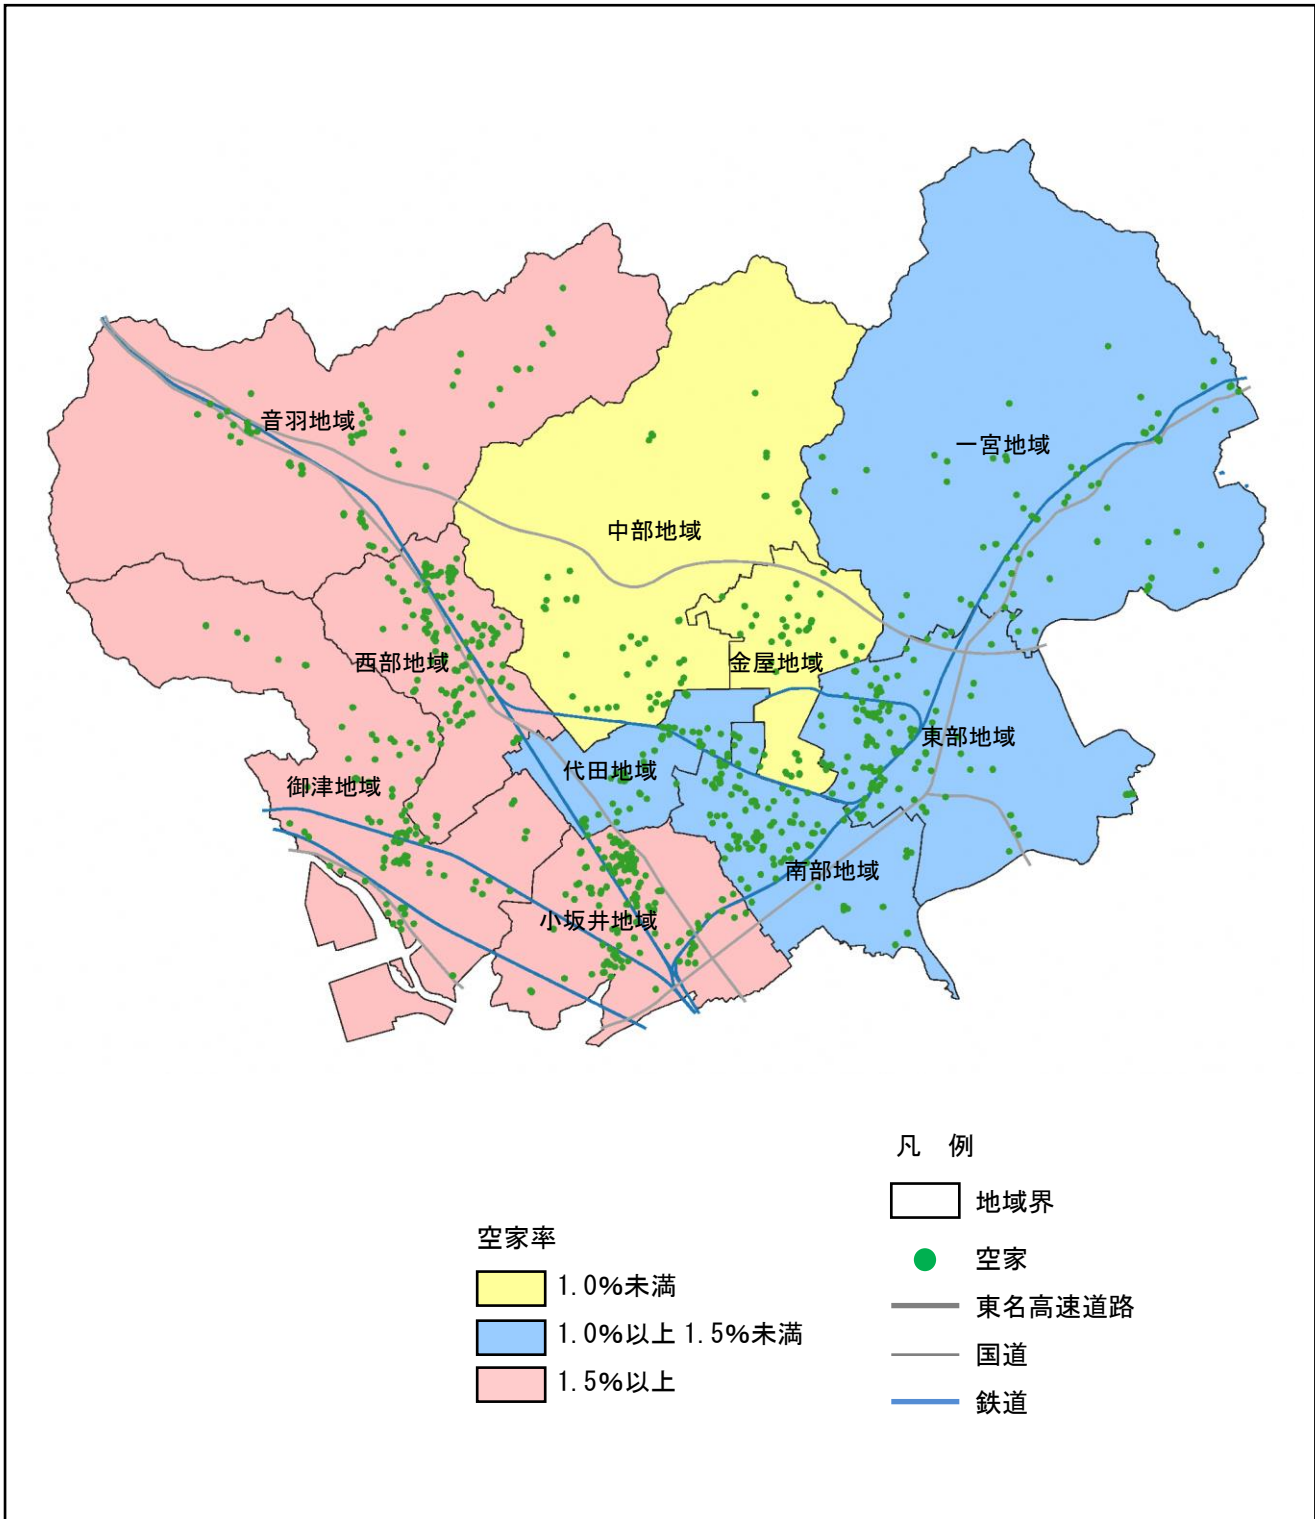 音羽地域
一宮地域
中部地域
西部地域
金屋地域
東部地域
代田地域
御津地域
南部地域
小坂井地域
凡 例
地域界
空家
東名高速道路
国道
鉄道
空家率
1.0%未満
1.0%以上 1.5%未満
1.5%以上